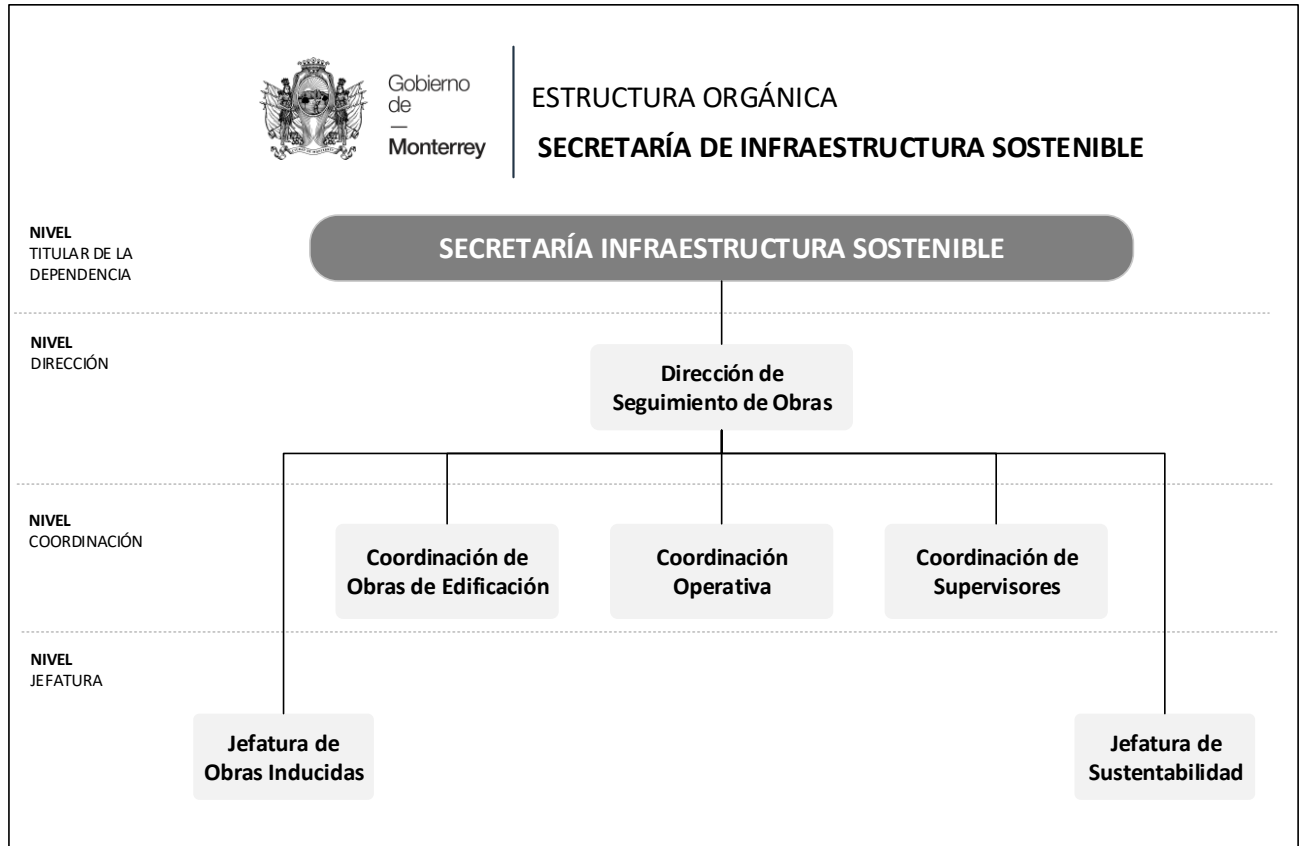 Gobierno
de
—
Monterrey
ESTRUCTURA ORGÁNICA
SECRETARÍA DE INFRAESTRUCTURA SOSTENIBLE
NIVEL
TITULAR DE LA
DEPENDENCIA
SECRETARÍA INFRAESTRUCTURA SOSTENIBLE
NIVEL
DIRECCIÓN
Dirección de
Seguimiento de Obras
NIVEL
COORDINACIÓN
Coordinación de
Obras de Edificación
Coordinación
Operativa
Coordinación de
Supervisores
NIVEL
JEFATURA
Jefatura de
Obras Inducidas
Jefatura de
Sustentabilidad